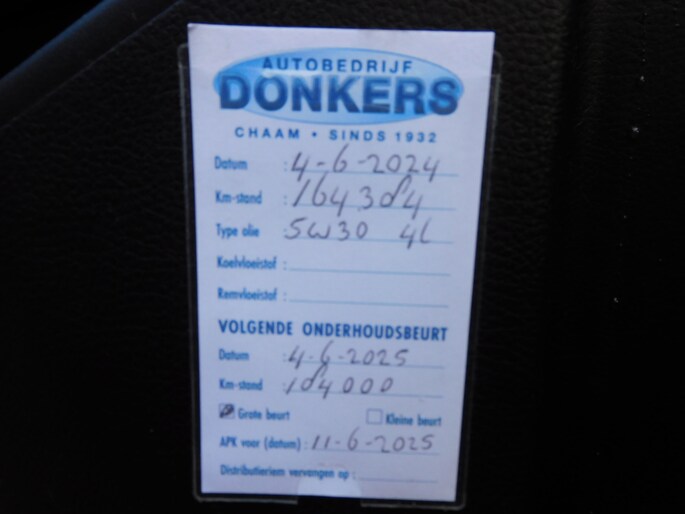 AUTOBEDRIJF
DONKERS
CHAAM • SINDS 1932
Datum : 4-6-2024
Km-stand : 164384
Type olie : 5W30 4L
Koelvloeistof :
Remvloeistof :
VOLGENDE ONDERHOUDSBEURT
Datum : 4-6-2025
Km-stand : 184000
Grote beurt Kleine beurt
APK voor (datum) : 11-6-2025
Distributieriem vervangen op :